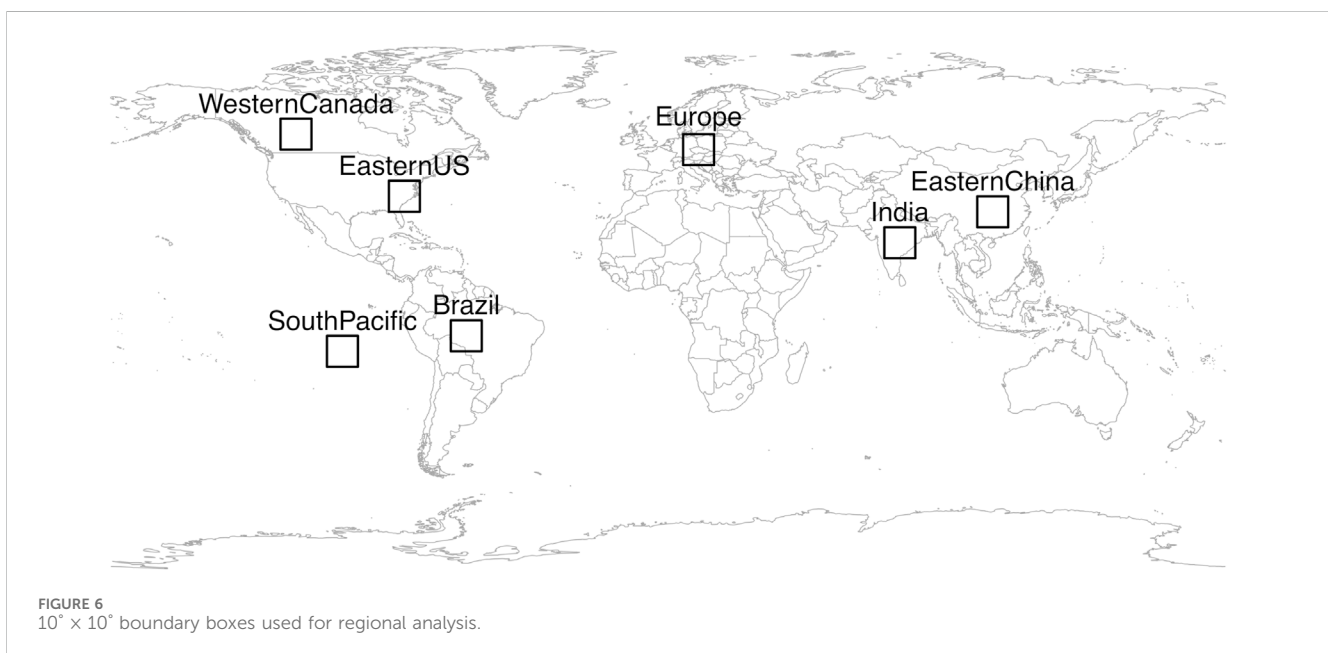 WesternCanada
Europe
EasternUS
EasternChina
India
Brazil
SouthPacific
FIGURE 6
10° × 10° boundary boxes used for regional analysis.